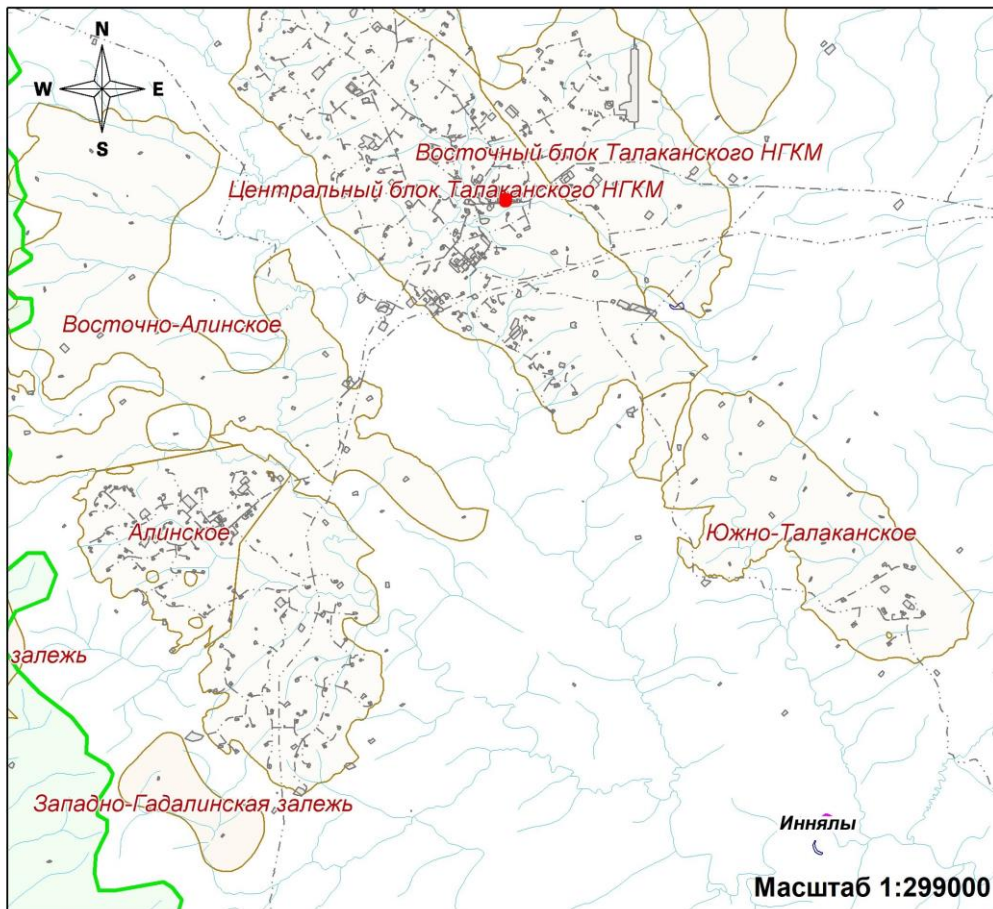 N
W E
S
Восточный блок Талаканского НГКМ
Центральный блок Талаканского НГКМ
Восточно-Алинское
Алинское
Южно-Талаканское
залежь
Западно-Гадалинская залежь
Иннялы
Масштаб 1:299000